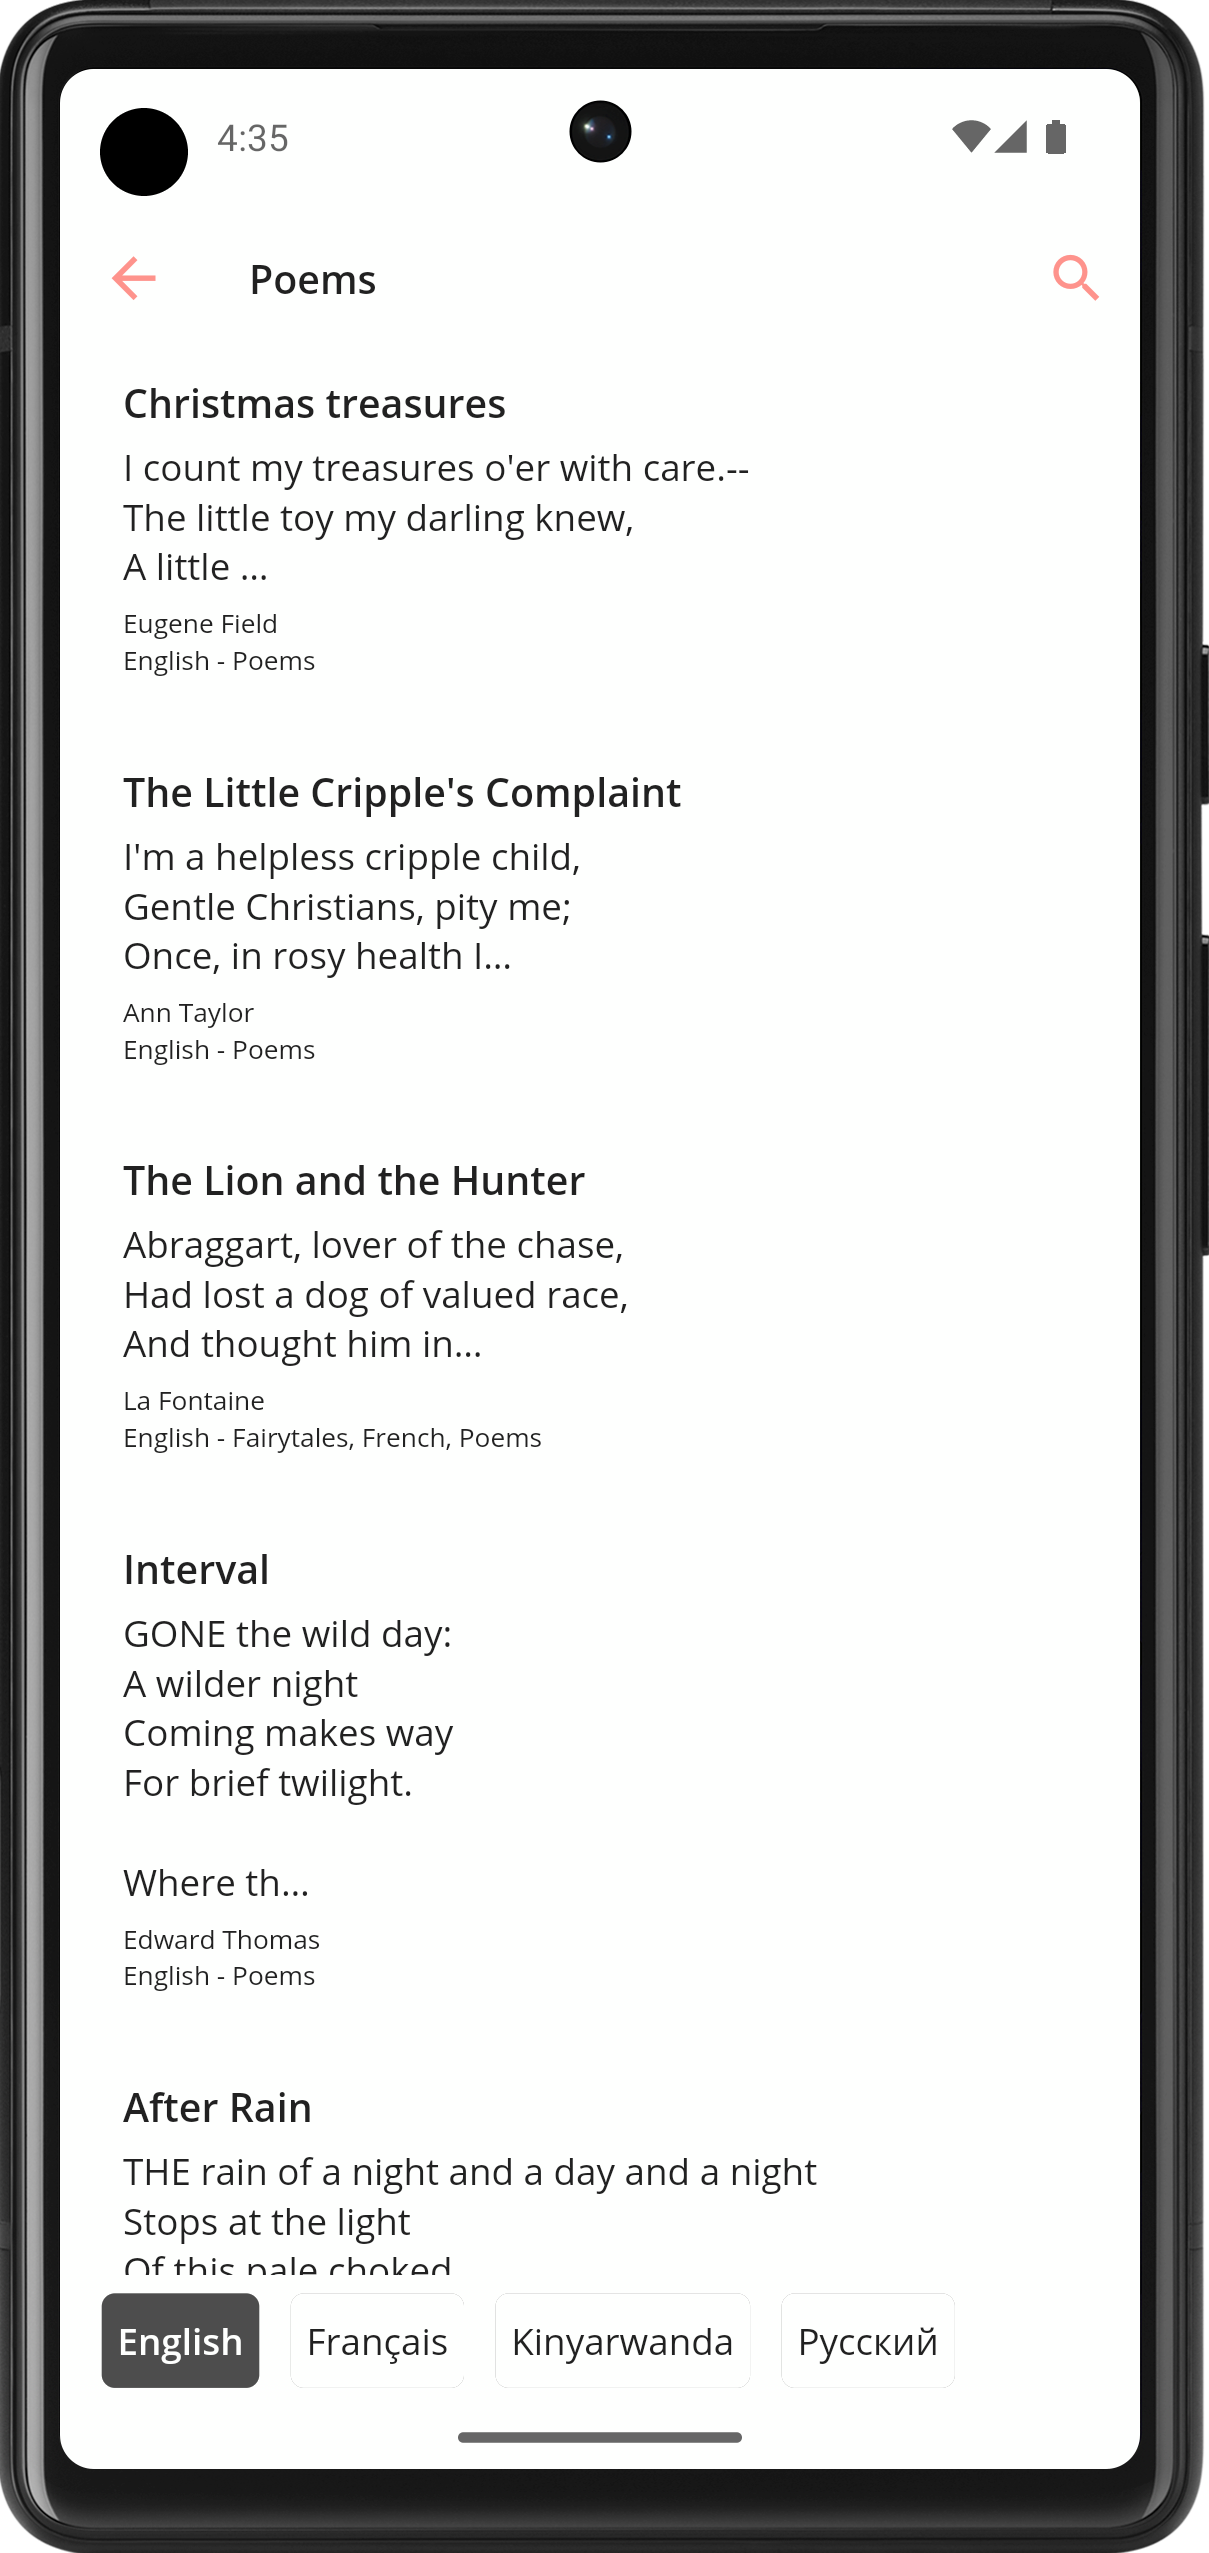 4:35
Poems
Christmas treasures
I count my treasures o'er with care.--
The little toy my darling knew,
A little ...
Eugene Field
English - Poems
The Little Cripple's Complaint
I'm a helpless cripple child,
Gentle Christians, pity me;
Once, in rosy health I...
Ann Taylor
English - Poems
The Lion and the Hunter
Abraggart, lover of the chase,
Had lost a dog of valued race,
And thought him in...
La Fontaine
English - Fairytales, French, Poems
Interval
GONE the wild day:
A wilder night
Coming makes way
For brief twilight.
Where th...
Edward Thomas
English - Poems
After Rain
THE rain of a night and a day and a night
Stops at the light
Of this pale choked
English
Français
Kinyarwanda
Русский